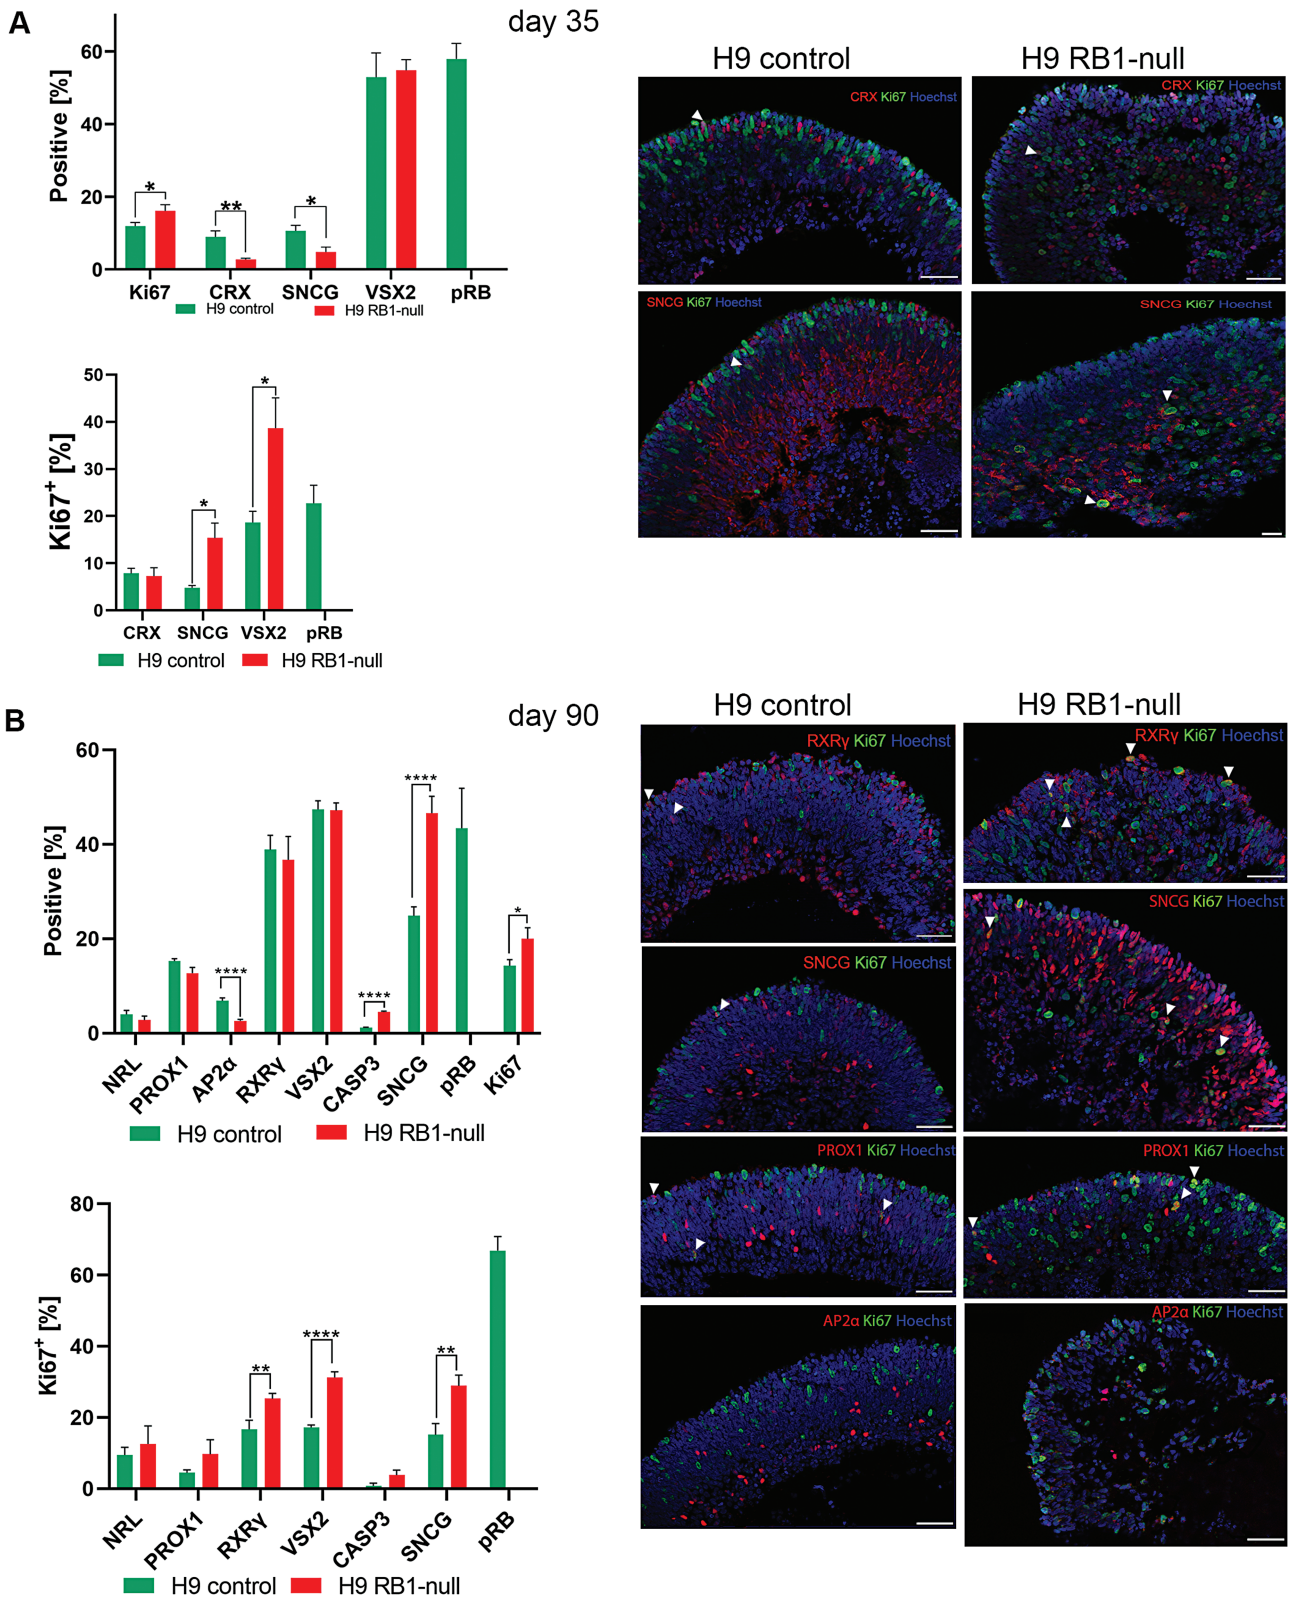 A
day 35
Positive [%]
60
40
20
0
*
**
*
Ki67 CRX SNCG VSX2 pRB
H9 control H9 RB1-null
Ki67+ [%]
50
40
30
20
10
0
*
*
CRX SNCG VSX2 pRB
H9 control H9 RB1-null
H9 control H9 RB1-null
CRX Ki67 Hoechst
CRX Ki67 Hoechst
SNCG Ki67 Hoechst
SNCG Ki67 Hoechst
B
day 90
Positive [%]
60
40
20
0
****
****
****
*
NRL PROX1 AP2α RXRγ VSX2 CASP3 SNCG pRB Ki67
H9 control H9 RB1-null
Ki67+ [%]
80
60
40
20
0
**
****
**
NRL PROX1 RXRγ VSX2 CASP3 SNCG pRB
H9 control H9 RB1-null
H9 control H9 RB1-null
RXRγ Ki67 Hoechst
RXRγ Ki67 Hoechst
SNCG Ki67 Hoechst
SNCG Ki67 Hoechst
PROX1 Ki67 Hoechst
PROX1 Ki67 Hoechst
AP2α Ki67 Hoechst
AP2α Ki67 Hoechst